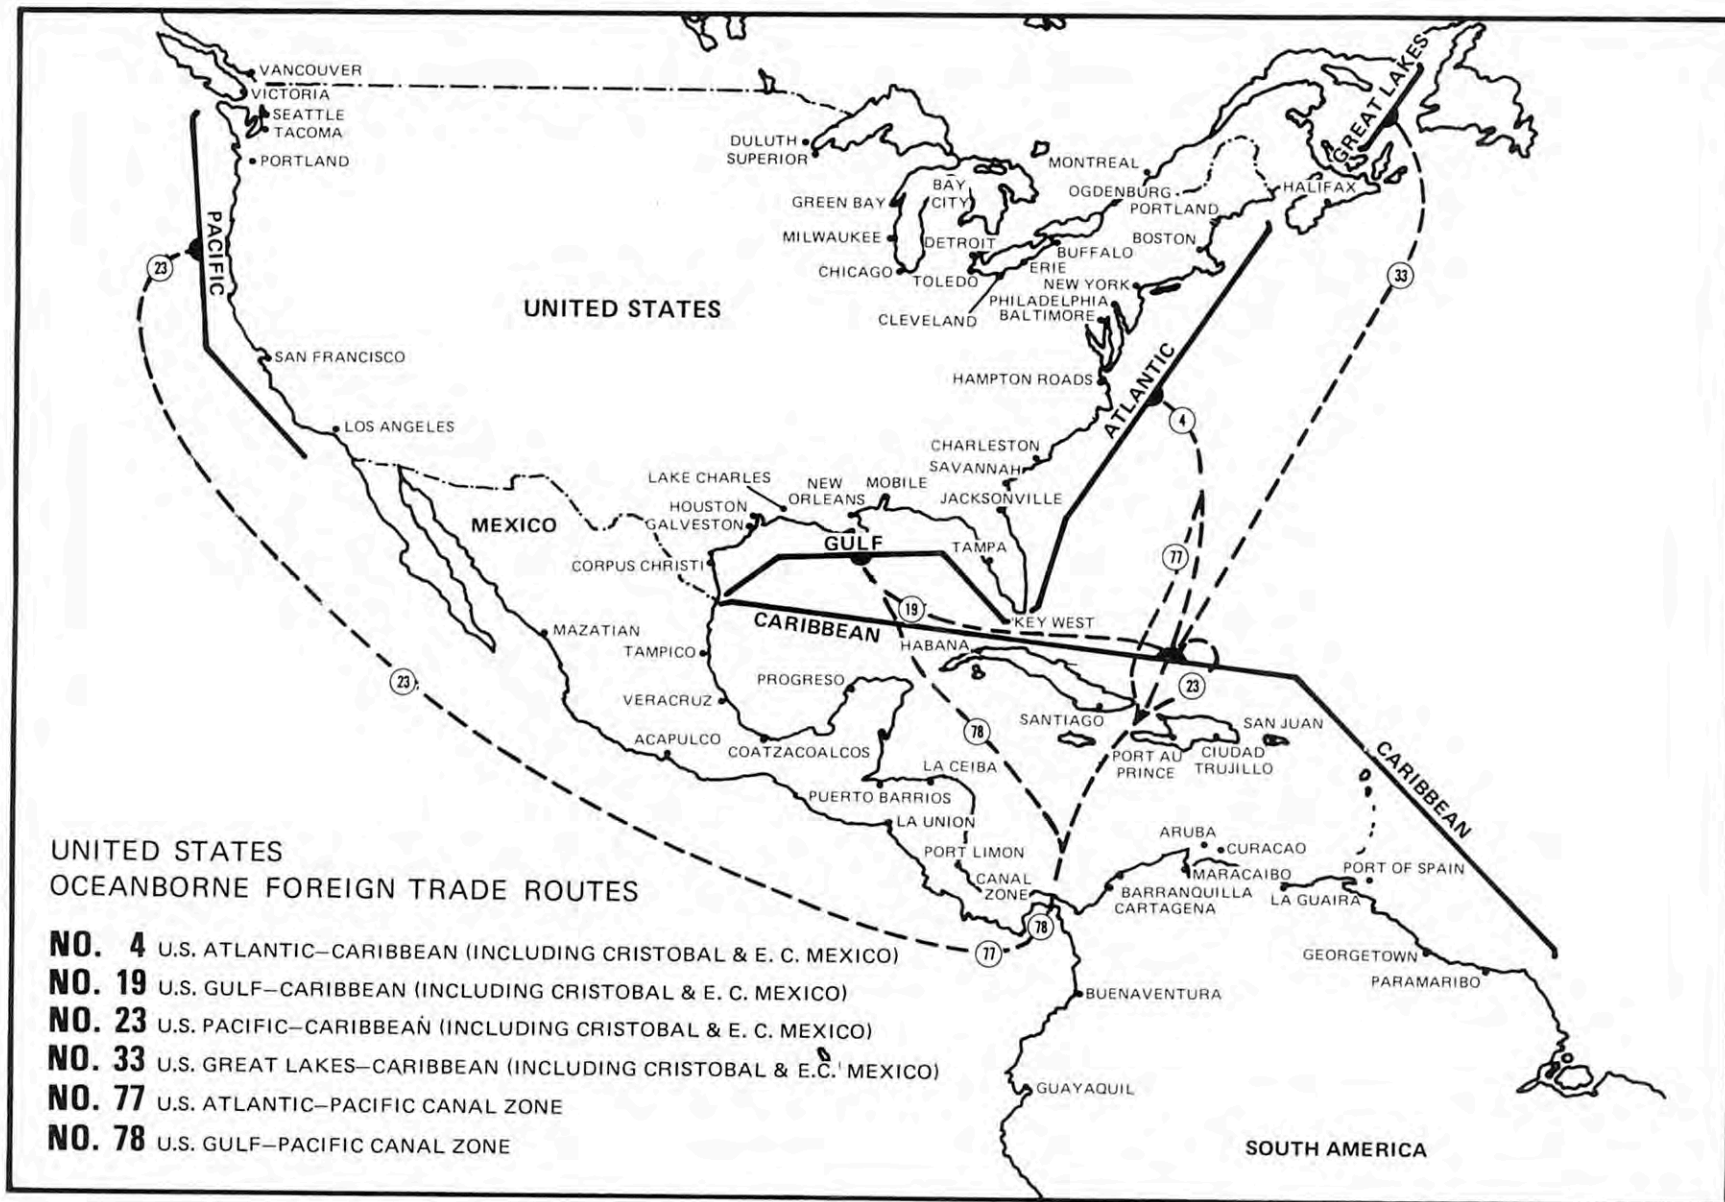 VANCOUVER
VICTORIA
SEATTLE
TACOMA
PORTLAND
PACIFIC
23
SAN FRANCISCO
LOS ANGELES
UNITED STATES
DULUTH
SUPERIOR
GREEN BAY
BAY
CITY
MILWAUKEE
DETROIT
CHICAGO
TOLEDO
CLEVELAND
ERIE
BUFFALO
MONTREAL
OGDENBURG
PORTLAND
BOSTON
NEW YORK
PHILADELPHIA
BALTIMORE
HAMPTON ROADS
HALIFAX
GREAT LAKES
33
ATLANTIC
4
CHARLESTON
SAVANNAH
JACKSONVILLE
LAKE CHARLES
NEW
ORLEANS
MOBILE
HOUSTON
GALVESTON
MEXICO
CORPUS CHRISTI
GULF
TAMPA
77
19
KEY WEST
CARIBBEAN
HABANA
MAZATIAN
TAMPICO
PROGRESO
VERACRUZ
23
23
SANTIAGO
SAN JUAN
78
ACAPULCO
COATZACOALCOS
PORT AU
PRINCE
CIUDAD
TRUJILLO
CARIBBEAN
LA CEIBA
PUERTO BARRIOS
LA UNION
PORT LIMON
CANAL
ZONE
ARUBA
CURACAO
MARACAIBO
BARRANQUILLA
CARTAGENA
LA GUAIRA
PORT OF SPAIN
78
77
GEORGETOWN
PARAMARIBO
BUENAVENTURA
GUAYAQUIL
SOUTH AMERICA
UNITED STATES
OCEANBORNE FOREIGN TRADE ROUTES
NO. 4 U.S. ATLANTIC–CARIBBEAN (INCLUDING CRISTOBAL & E. C. MEXICO)
NO. 19 U.S. GULF–CARIBBEAN (INCLUDING CRISTOBAL & E. C. MEXICO)
NO. 23 U.S. PACIFIC–CARIBBEAN (INCLUDING CRISTOBAL & E. C. MEXICO)
NO. 33 U.S. GREAT LAKES–CARIBBEAN (INCLUDING CRISTOBAL & E.C. MEXICO)
NO. 77 U.S. ATLANTIC–PACIFIC CANAL ZONE
NO. 78 U.S. GULF–PACIFIC CANAL ZONE